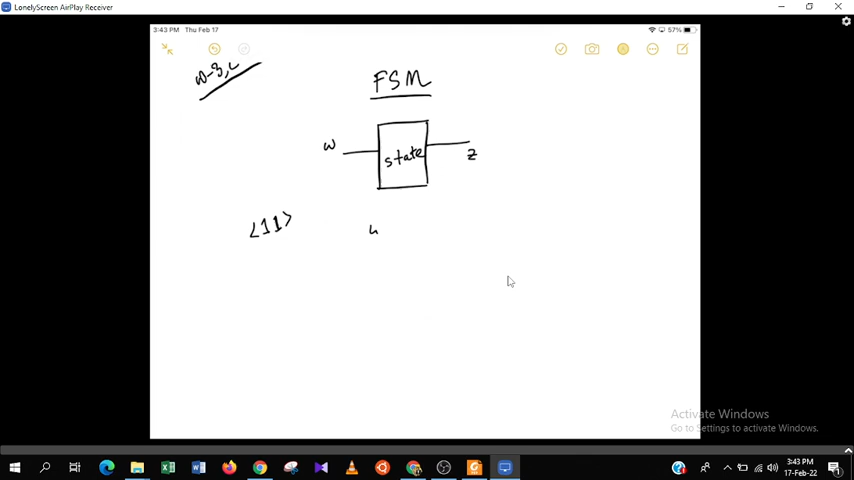 LonelyScreen AirPlay Receiver
3:43 PM Thu Feb 17
57%
FSM
w
state
z
<11>
Activate Windows
Go to Settings to activate Windows.
3:43 PM
17-Feb-22